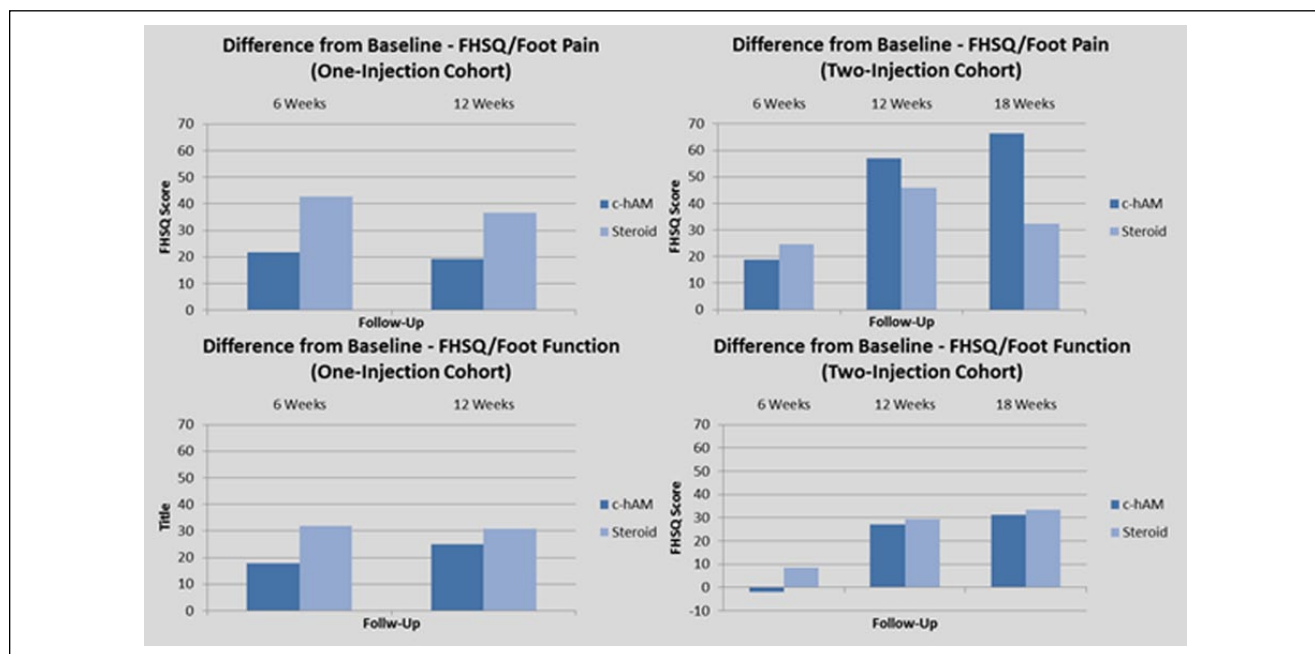 Difference from Baseline - FHSQ/Foot Pain
(One-Injection Cohort)
6 Weeks 12 Weeks
70
60
50
40
30
20
10
0
FHSQ Score
Follow-Up
c-hAM
Steroid
Difference from Baseline - FHSQ/Foot Pain
(Two-Injection Cohort)
6 Weeks 12 Weeks 18 Weeks
70
60
50
40
30
20
10
0
FHSQ Score
Follow-Up
c-hAM
Steroid
Difference from Baseline - FHSQ/Foot Function
(One-Injection Cohort)
6 Weeks 12 Weeks
70
60
50
40
30
20
10
0
Title
Follw-Up
c-hAM
Steroid
Difference from Baseline - FHSQ/Foot Function
(Two-Injection Cohort)
6 Weeks 12 Weeks 18 Weeks
70
60
50
40
30
20
10
0
-10
FHSQ Score
Follow-Up
c-hAM
Steroid